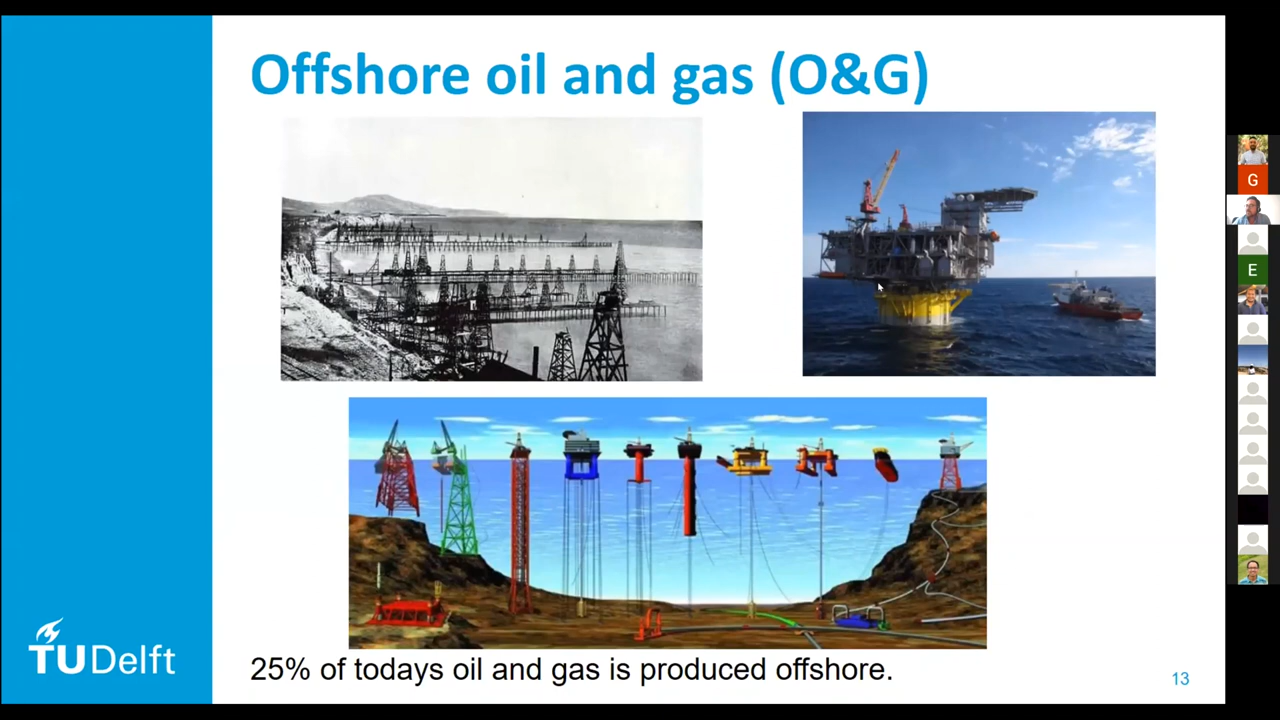 Offshore oil and gas (O&G)
25% of todays oil and gas is produced offshore.
TUDelft
13
G
E